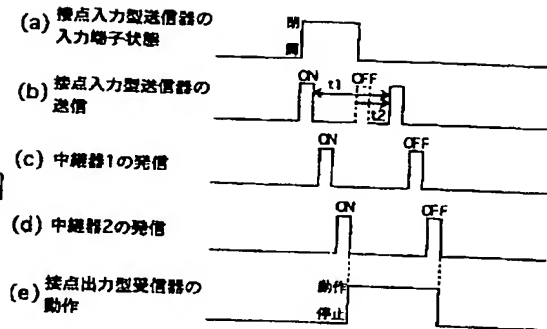 (a) 接点入力型送信器の
入力端子状態
閉
開
(b) 接点入力型送信器の
送信
ON
t1
OFF
t2
(c) 中継器1の発信
ON
OFF
(d) 中継器2の発信
ON
OFF
(e) 接点出力型受信器の
動作
動作
停止